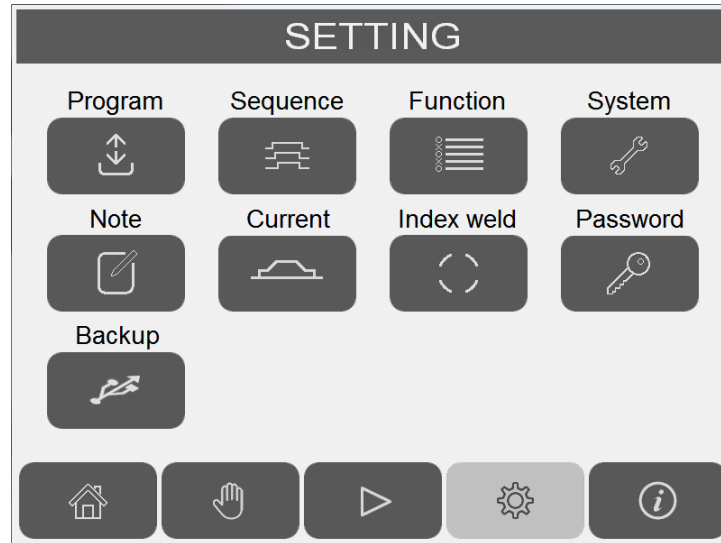 SETTING
Program Sequence Function System
Note Current Index weld Password
Backup
i